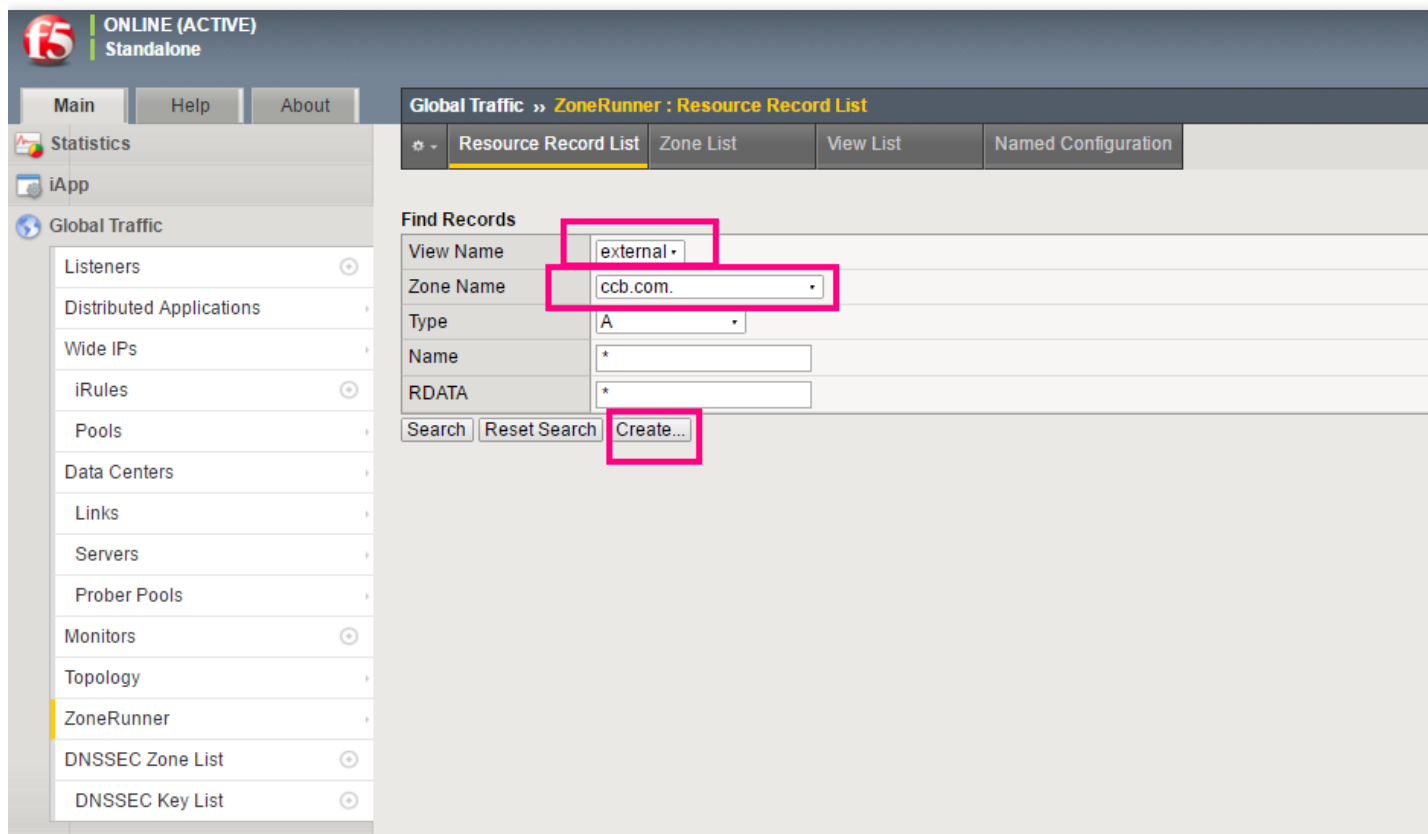 f5
ONLINE (ACTIVE)
Standalone
Main Help About
Statistics
iApp
Global Traffic
Listeners
Distributed Applications
Wide IPs
iRules
Pools
Data Centers
Links
Servers
Prober Pools
Monitors
Topology
ZoneRunner
DNSSEC Zone List
DNSSEC Key List
Global Traffic ›› ZoneRunner : Resource Record List
Resource Record List Zone List View List Named Configuration
Find Records
View Name external
Zone Name ccb.com.
Type A
Name *
RDATA *
Search Reset Search Create...